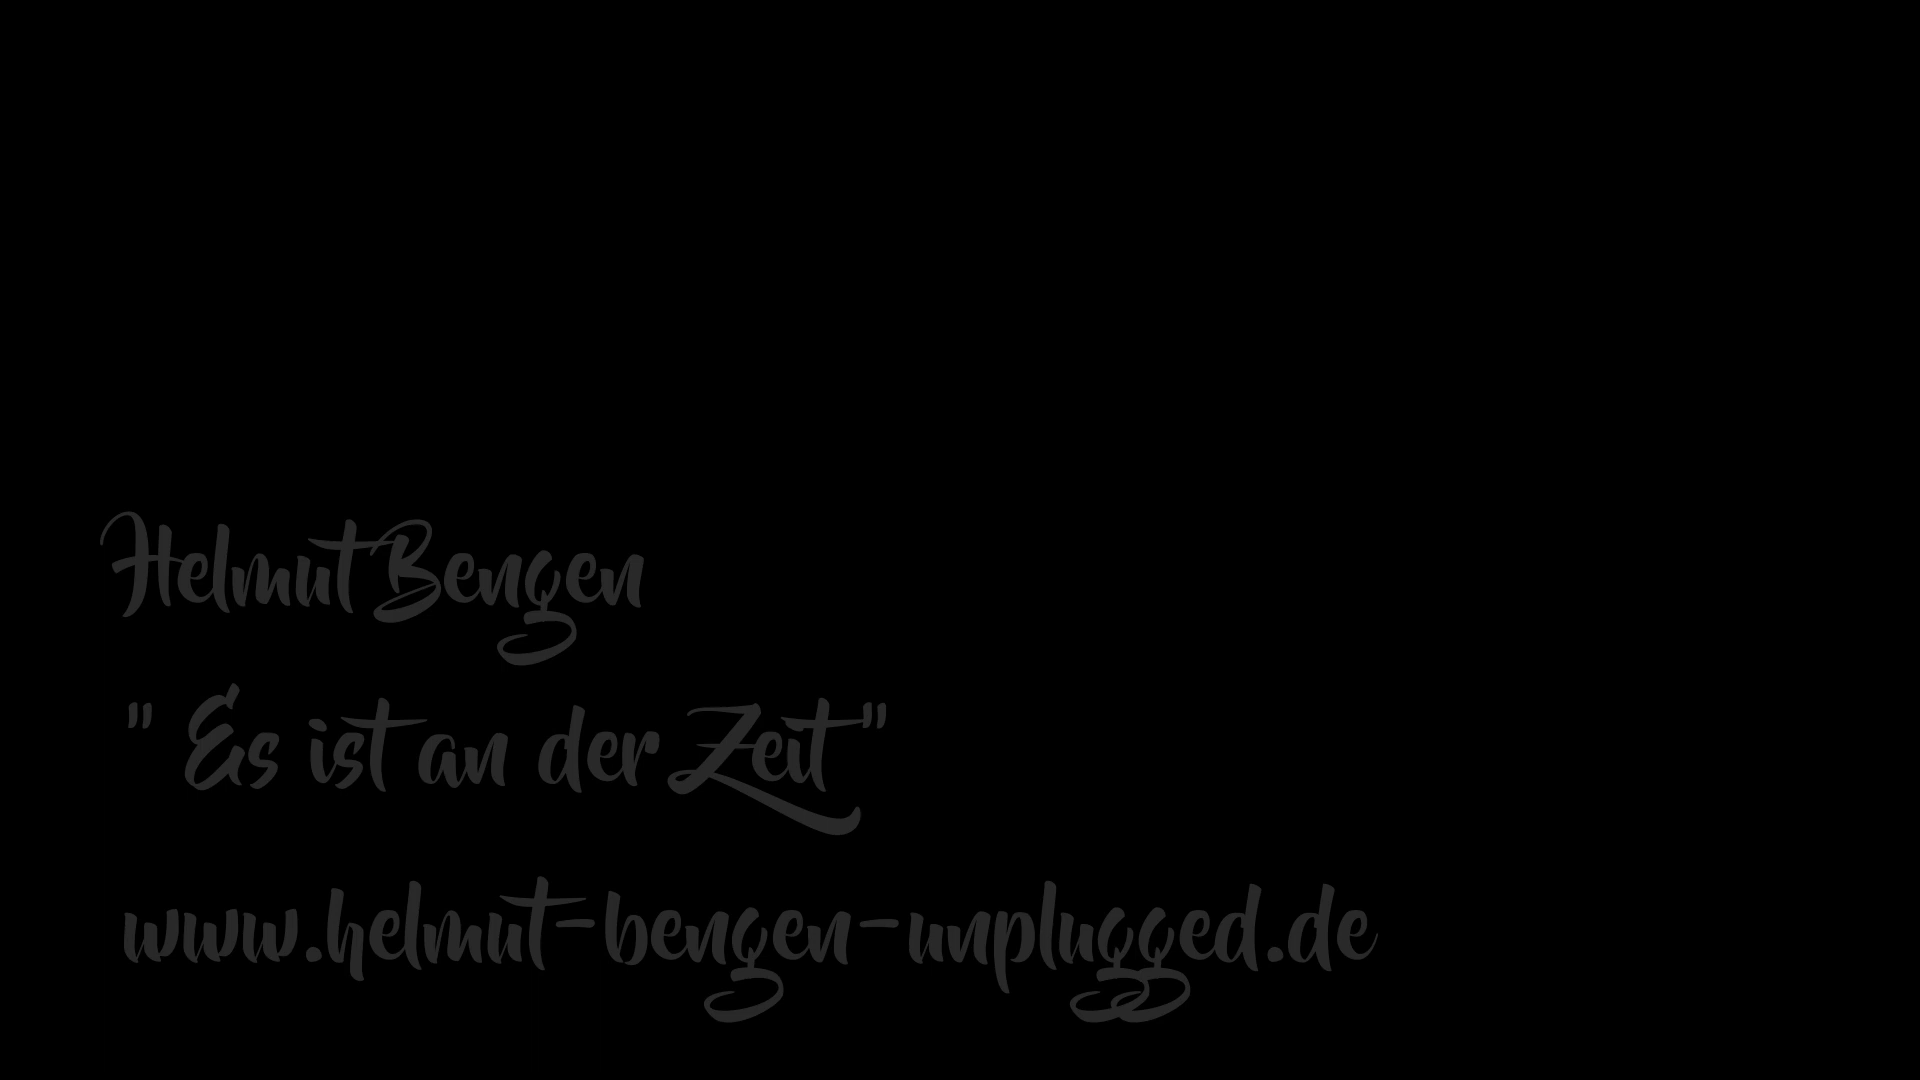 Helmut Bengen
" Es ist an der Zeit "
www.helmut-bengen-unplugged.de